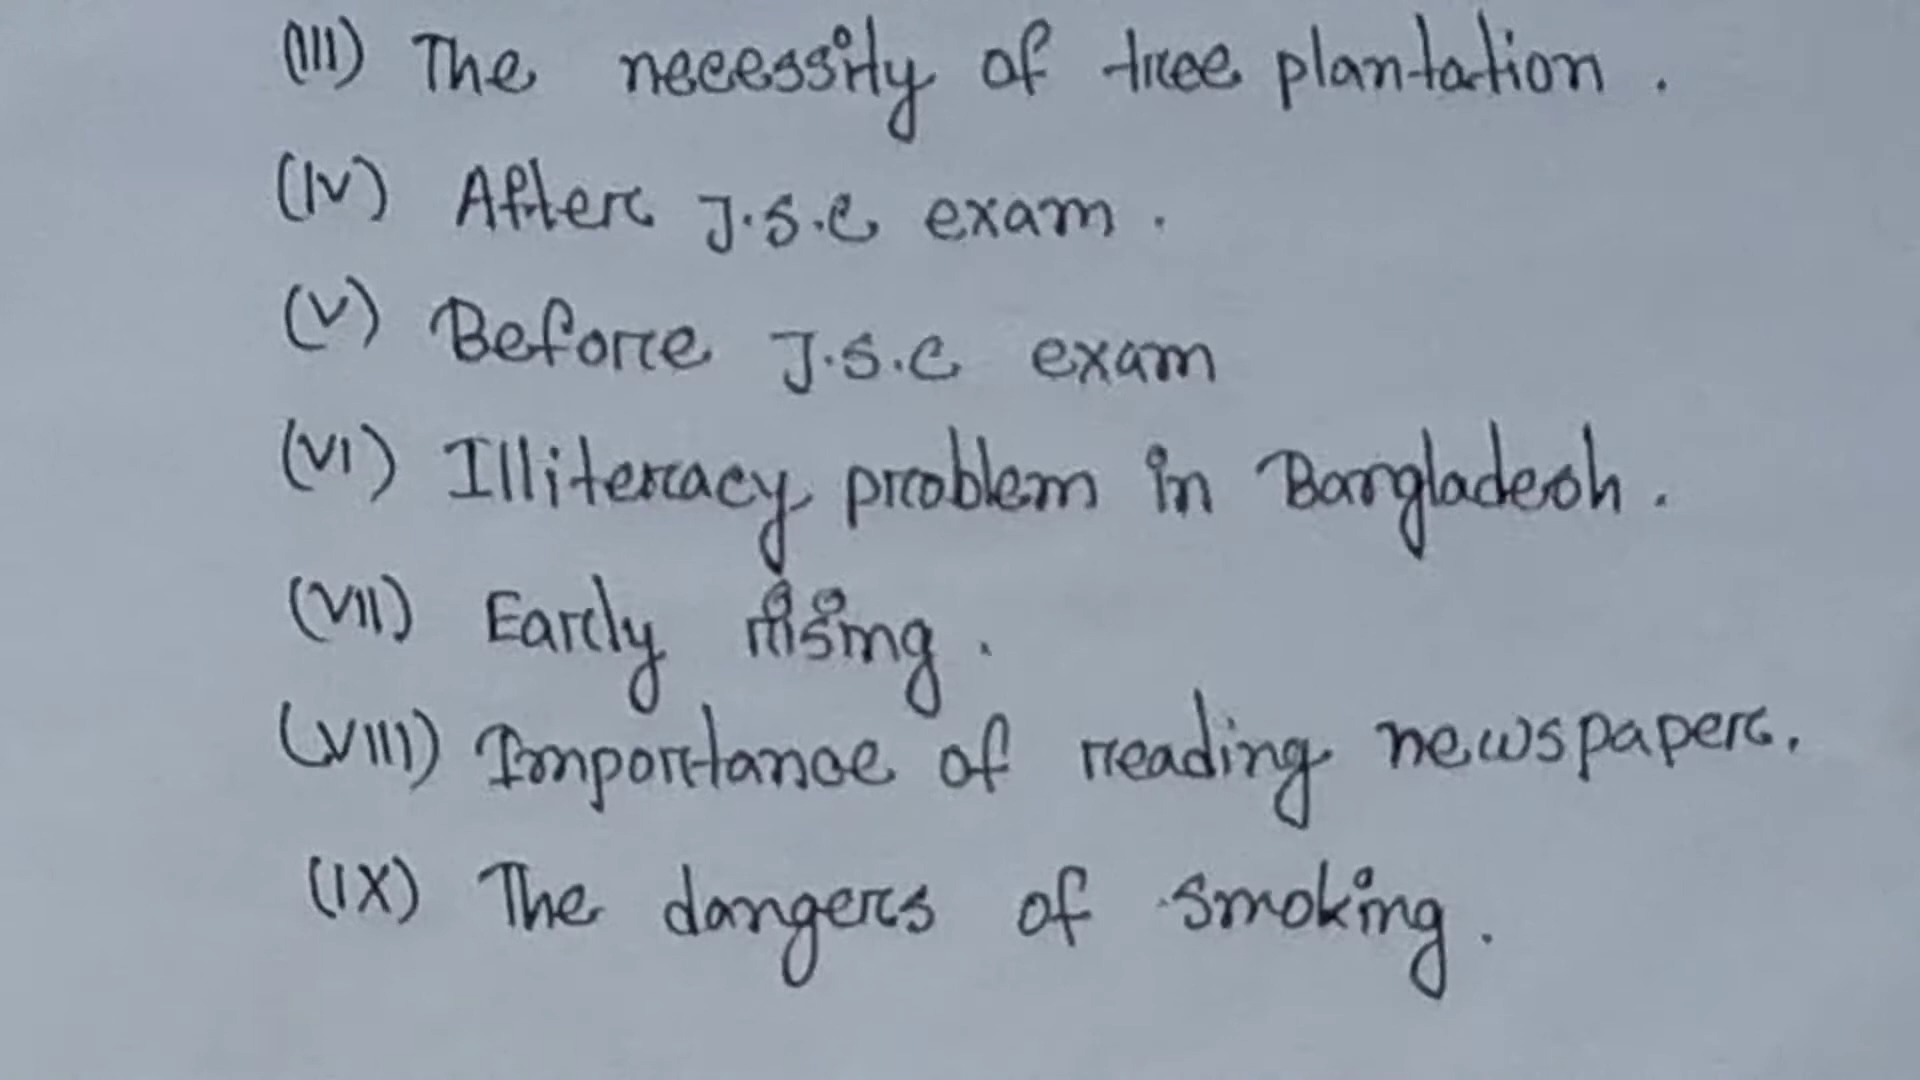 (III) The necessity of tree plantation.
(IV) After J.S.C exam.
(V) Before J.S.C exam
(VI) Illiteracy problem in Bangladesh.
(VII) Early rising.
(VIII) Importance of reading newspaper.
(IX) The dangers of smoking.